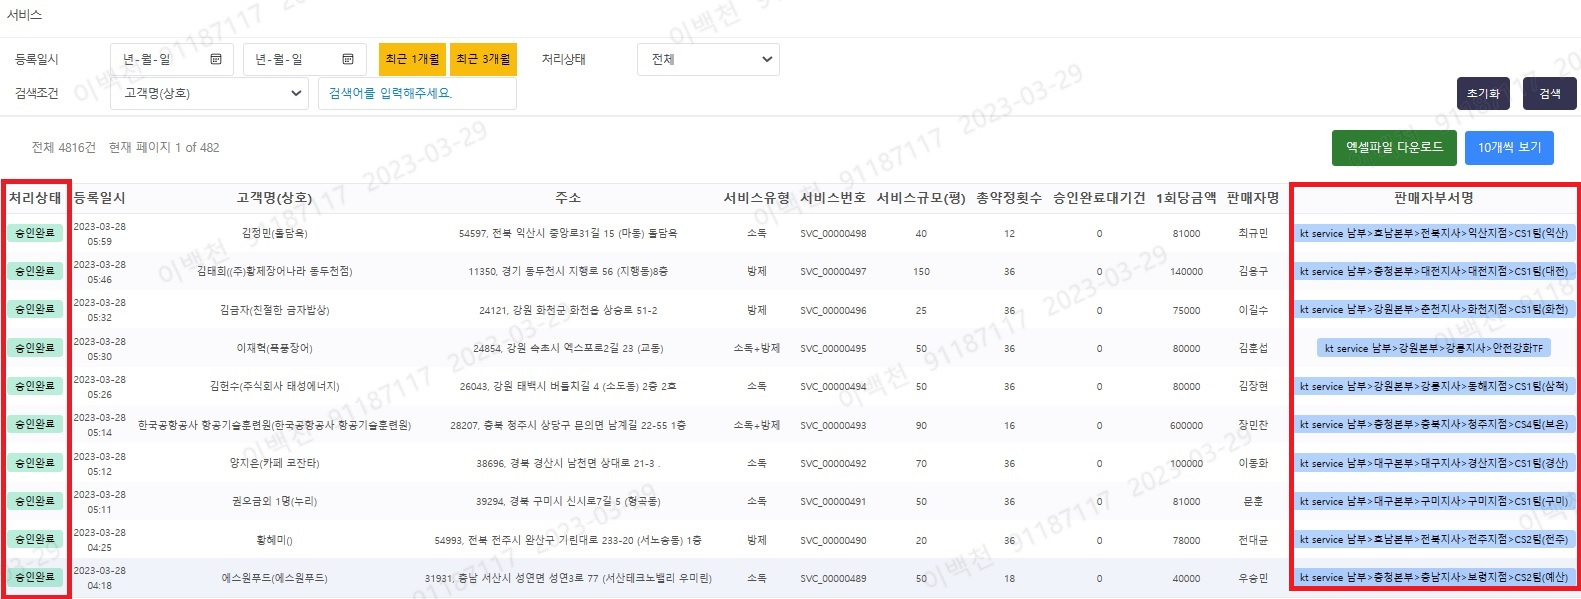 서비스
등록일시 년-월-일 년-월-일 최근 1개월 최근 3개월 처리상태 전체
검색조건 고객명(상호) 검색어를 입력해주세요. 초기화 검색
전체 4816건 현재 페이지 1 of 482 엑셀파일 다운로드 10개씩 보기
처리상태 등록일시 고객명(상호) 주소 서비스유형 서비스번호 서비스규모(평) 총약정횟수 승인완료대기건 1회당금액 판매자명 판매자부서명
승인완료 2023-03-28 05:59 김정민(돌담옥) 54597, 전북 익산시 중앙로31길 15 (마동) 돌담옥 소독 SVC_00000498 40 12 0 81000 최규민 kt service 남부>호남본부>전북지사>익산지점>CS1팀(익산)
승인완료 2023-03-28 05:46 김태희((주)황제장어나라 동두천점) 11350, 경기 동두천시 지행로 56 (지행동)8층 방제 SVC_00000497 150 36 0 140000 김용구 kt service 남부>충청본부>대전지사>대전지점>CS1팀(대전)
승인완료 2023-03-28 05:32 김금자(친절한 금자밥상) 24121, 강원 화천군 화천읍 상승로 51-2 방제 SVC_00000496 25 36 0 75000 이길수 kt service 남부>강원본부>춘천지사>화천지점>CS1팀(화천)
승인완료 2023-03-28 05:30 이재혁(폭풍장어) 24854, 강원 속초시 엑스포로2길 23 (교동) 소독+방제 SVC_00000495 50 36 0 80000 김훈섭 kt service 남부>강원본부>강릉지사>안전강화TF
승인완료 2023-03-28 05:26 김헌수(주식회사 태성에너지) 26043, 강원 태백시 버들치길 4 (소도동) 2층 2호 소독 SVC_00000494 50 36 0 80000 김장현 kt service 남부>강원본부>강릉지사>동해지점>CS1팀(삼척)
승인완료 2023-03-28 05:14 한국공항공사 항공기술훈련원(한국공항공사 항공기술훈련원) 28207, 충북 청주시 상당구 문의면 남계길 22-55 1층 소독+방제 SVC_00000493 90 16 0 600000 장민찬 kt service 남부>충청본부>충북지사>청주지점>CS4팀(보은)
승인완료 2023-03-28 05:12 양지은(카페 코잔타) 38696, 경북 경산시 남천면 상대로 21-3 . 소독 SVC_00000492 70 36 0 100000 이동화 kt service 남부>대구본부>대구지사>경산지점>CS1팀(경산)
승인완료 2023-03-28 05:11 권오금외 1명(누리) 39294, 경북 구미시 신시로7길 5 (형곡동) 소독 SVC_00000491 50 36 0 81000 문훈 kt service 남부>대구본부>구미지사>구미지점>CS1팀(구미)
승인완료 2023-03-28 04:25 황혜미() 54993, 전북 전주시 완산구 기린대로 233-20 (서노송동) 1층 방제 SVC_00000490 20 36 0 78000 전대균 kt service 남부>호남본부>전북지사>전주지점>CS2팀(전주)
승인완료 2023-03-28 04:18 에스원푸드(에스원푸드) 31931, 충남 서산시 성연면 성연3로 77 (서산테크노밸리 우미린) 소독 SVC_00000489 50 18 0 40000 우승민 kt service 남부>충청본부>충남지사>보령지점>CS2팀(예산)
이백천 91187117 2023-03-29